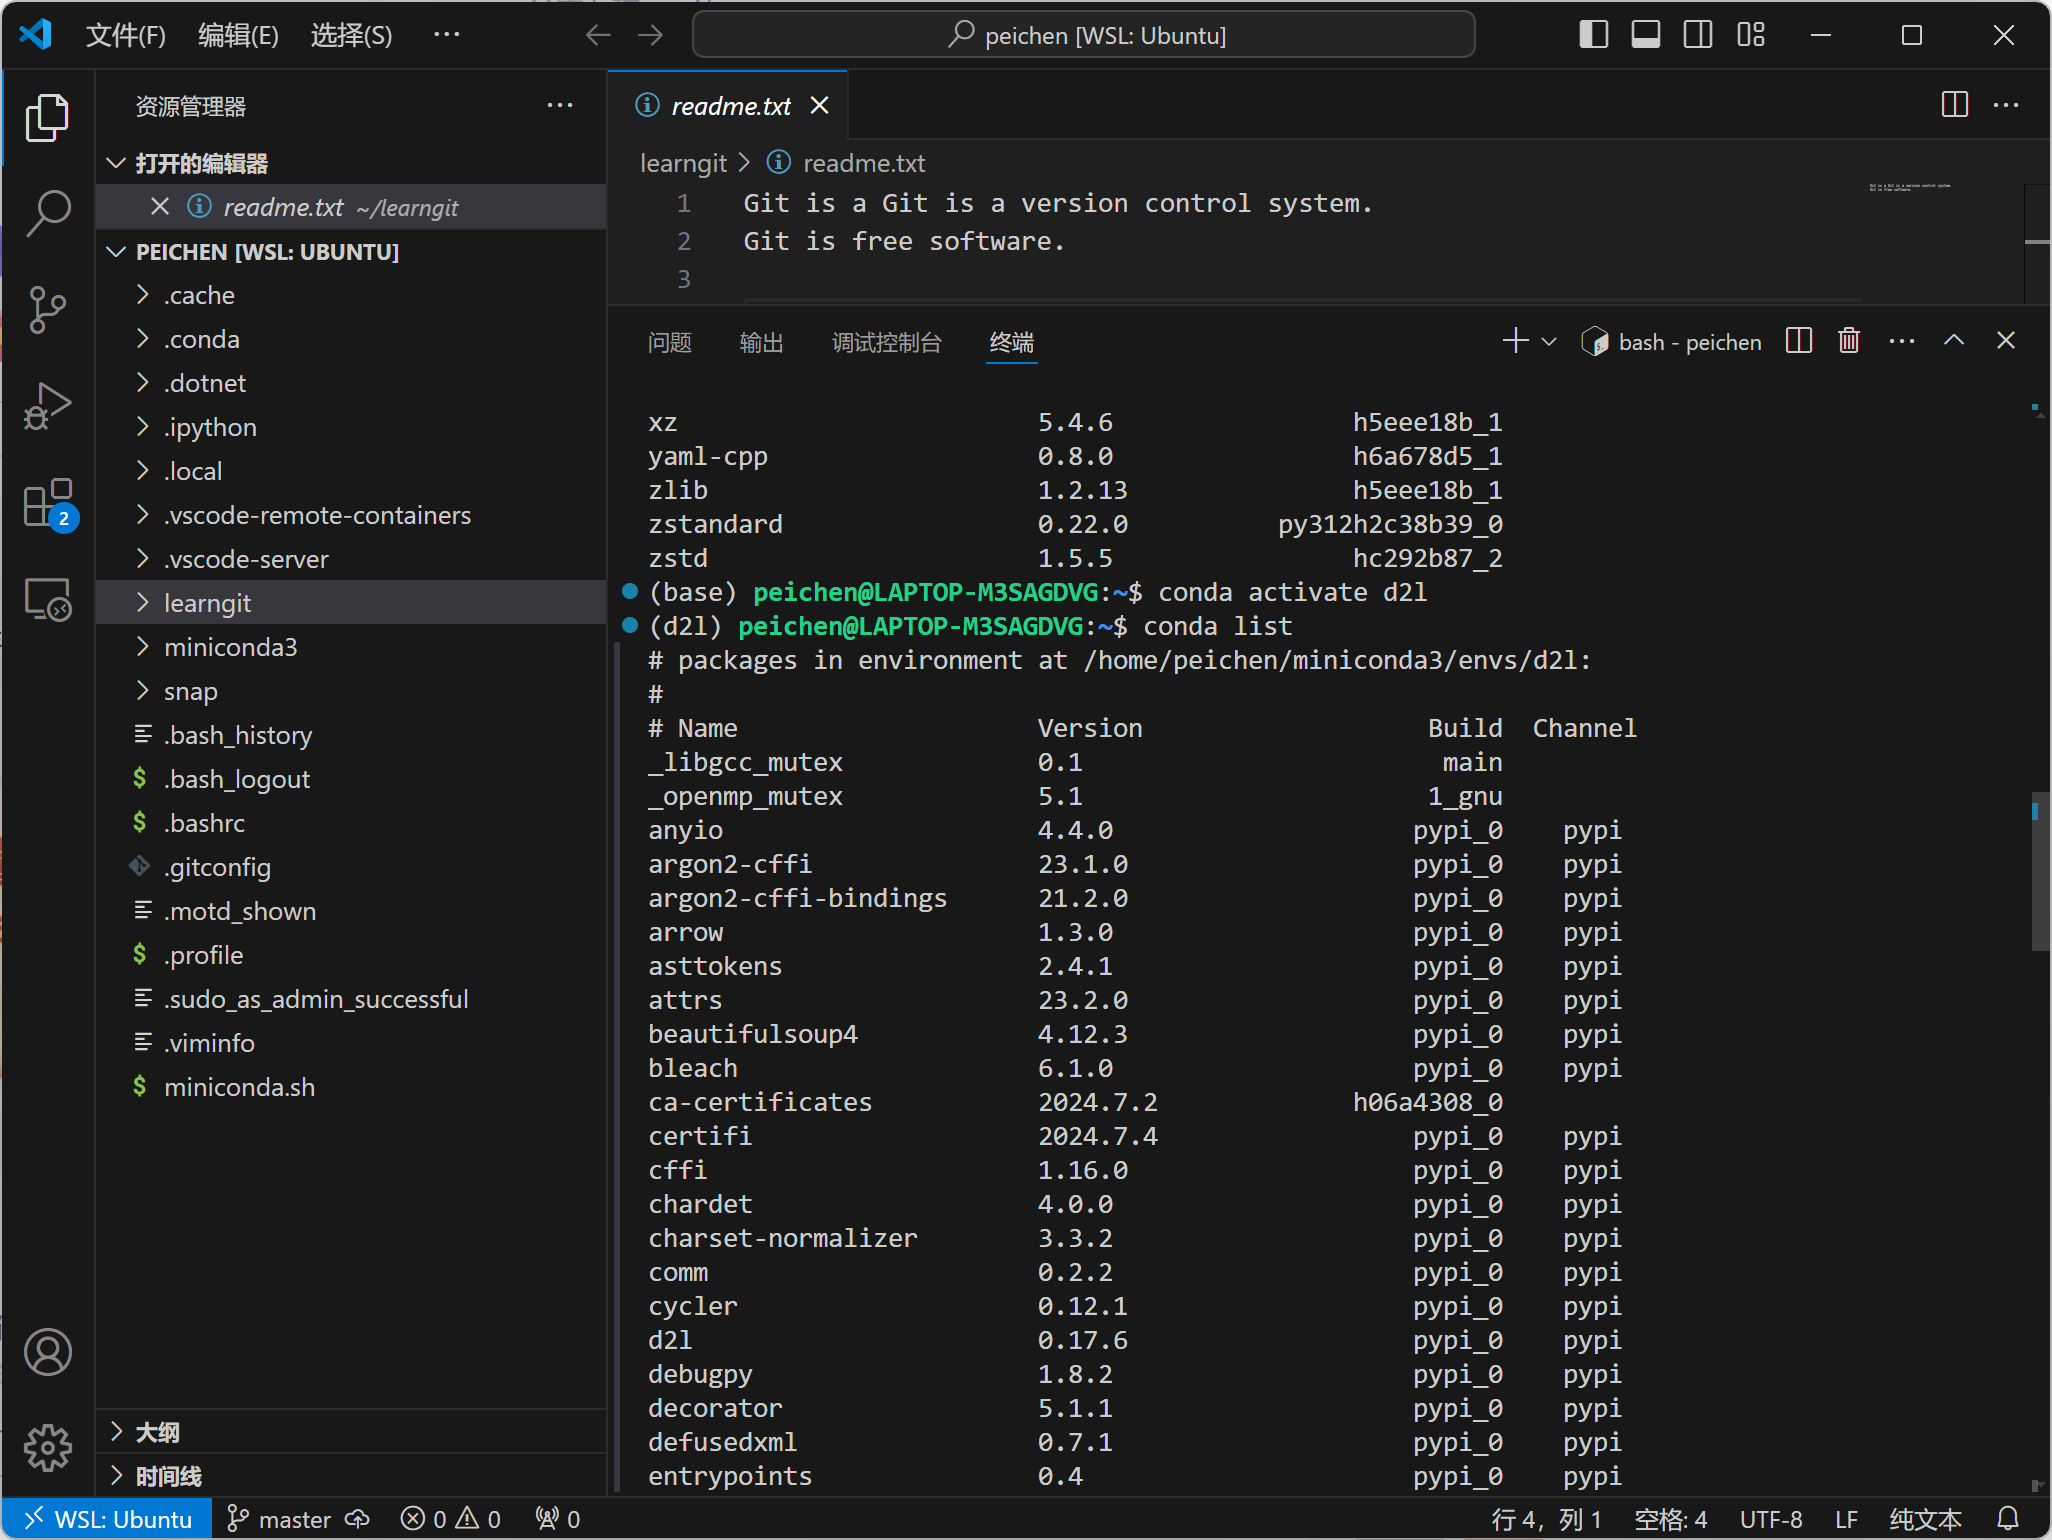 文件(F) 编辑(E) 选择(S) ··· peichen [WSL: Ubuntu]
资源管理器
打开的编辑器
readme.txt ~/learngit
PEICHEN [WSL: UBUNTU]
.cache
.conda
.dotnet
.ipython
.local
.vscode-remote-containers
.vscode-server
learngit
miniconda3
snap
.bash_history
.bash_logout
.bashrc
.gitconfig
.motd_shown
.profile
.sudo_as_admin_successful
.viminfo
miniconda.sh
大纲
时间线
2
readme.txt
learngit > readme.txt
1 Git is a Git is a version control system.
2 Git is free software.
3
问题 输出 调试控制台 终端 bash - peichen
xz 5.4.6 h5eee18b_1
yaml-cpp 0.8.0 h6a678d5_1
zlib 1.2.13 h5eee18b_1
zstandard 0.22.0 py312h2c38b39_0
zstd 1.5.5 hc292b87_2
(base) peichen@LAPTOP-M3SAGDVG:~$ conda activate d2l
(d2l) peichen@LAPTOP-M3SAGDVG:~$ conda list
# packages in environment at /home/peichen/miniconda3/envs/d2l:
#
# Name Version Build Channel
_libgcc_mutex 0.1 main
_openmp_mutex 5.1 1_gnu
anyio 4.4.0 pypi_0 pypi
argon2-cffi 23.1.0 pypi_0 pypi
argon2-cffi-bindings 21.2.0 pypi_0 pypi
arrow 1.3.0 pypi_0 pypi
asttokens 2.4.1 pypi_0 pypi
attrs 23.2.0 pypi_0 pypi
beautifulsoup4 4.12.3 pypi_0 pypi
bleach 6.1.0 pypi_0 pypi
ca-certificates 2024.7.2 h06a4308_0
certifi 2024.7.4 pypi_0 pypi
cffi 1.16.0 pypi_0 pypi
chardet 4.0.0 pypi_0 pypi
charset-normalizer 3.3.2 pypi_0 pypi
comm 0.2.2 pypi_0 pypi
cycler 0.12.1 pypi_0 pypi
d2l 0.17.6 pypi_0 pypi
debugpy 1.8.2 pypi_0 pypi
decorator 5.1.1 pypi_0 pypi
defusedxml 0.7.1 pypi_0 pypi
entrypoints 0.4 pypi_0 pypi
WSL: Ubuntu master 0 0 0 行 4，列 1 空格: 4 UTF-8 LF 纯文本